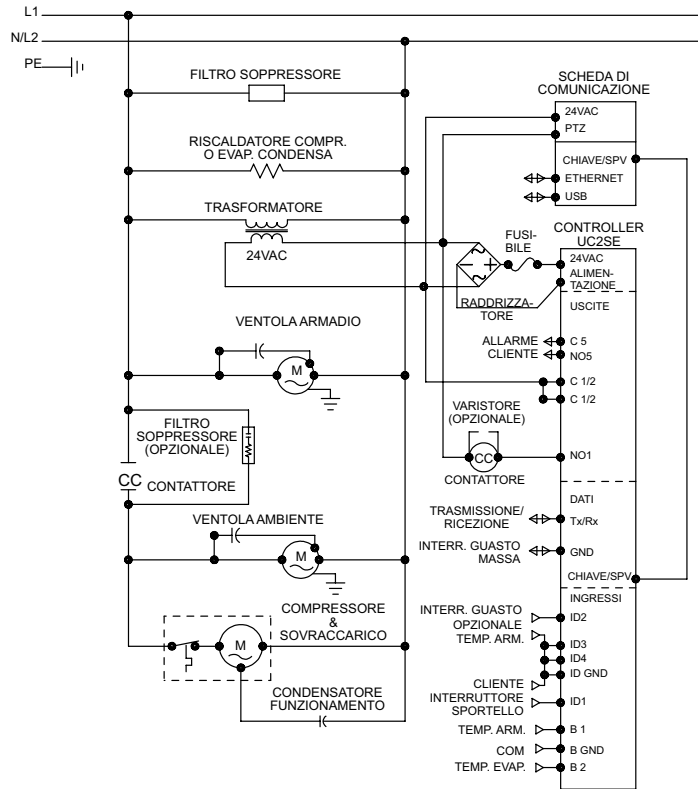 L1
N/L2
PE
FILTRO SOPPRESSORE
RISCALDATORE COMPR.
O EVAP. CONDENSA
TRASFORMATORE
24VAC
VENTOLA ARMADIO
M
FILTRO
SOPPRESSORE
(OPZIONALE)
CC
CONTATTORE
VENTOLA AMBIENTE
M
COMPRESSORE
&
SOVRACCARICO
M
CONDENSATORE
FUNZIONAMENTO
SCHEDA DI
COMUNICAZIONE
24VAC
PTZ
CHIAVE/SPV
ETHERNET
USB
CONTROLLER
UC2SE
FUSI-
BILE
RADDRIZZA-
TORE
24VAC
ALIMEN-
TAZIONE
USCITE
ALLARME
CLIENTE
C 5
NO5
C 1/2
C 1/2
VARISTORE
(OPZIONALE)
CC
CONTATTORE
NO1
DATI
TRASMISSIONE/
RICEZIONE
Tx/Rx
INTERR. GUASTO
MASSA
GND
CHIAVE/SPV
INGRESSI
INTERR. GUASTO
OPZIONALE
ID2
TEMP. ARM.
ID3
ID4
ID GND
CLIENTE
INTERRUTTORE
SPORTELLO
ID1
TEMP. ARM.
B 1
COM
B GND
TEMP. EVAP.
B 2